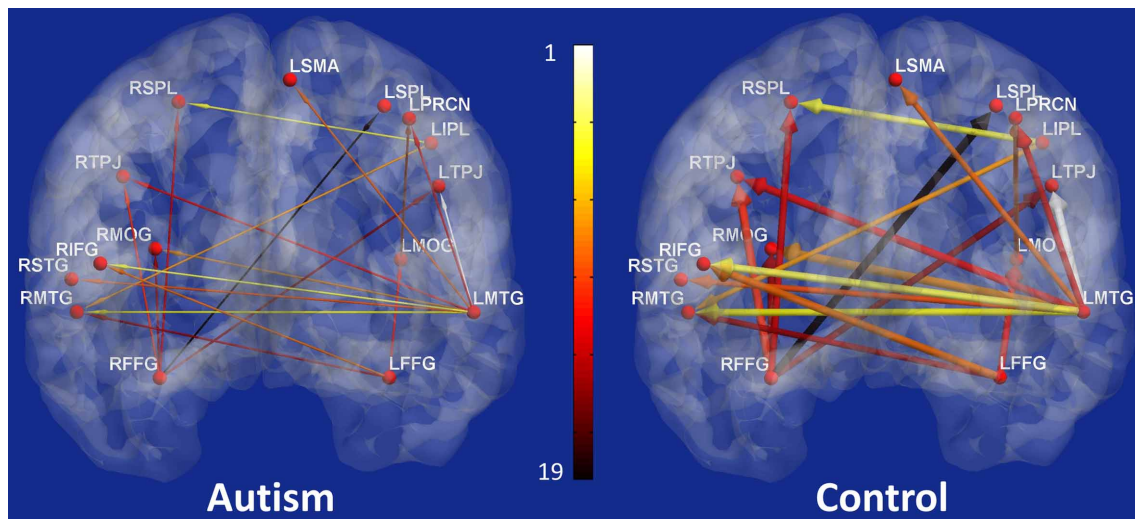 LSMA
RSPL
LSPL
LPRCN
LIPL
RTPJ
LTPJ
RMOG
RIFG
LMOG
RSTG
RMTG
LMTG
RFFG
LFFG
Autism
1
19
LSMA
RSPL
LSPL
LPRCN
LIPL
RTPJ
LTPJ
RMOG
RIFG
LMOG
RSTG
RMTG
LMTG
RFFG
LFFG
Control